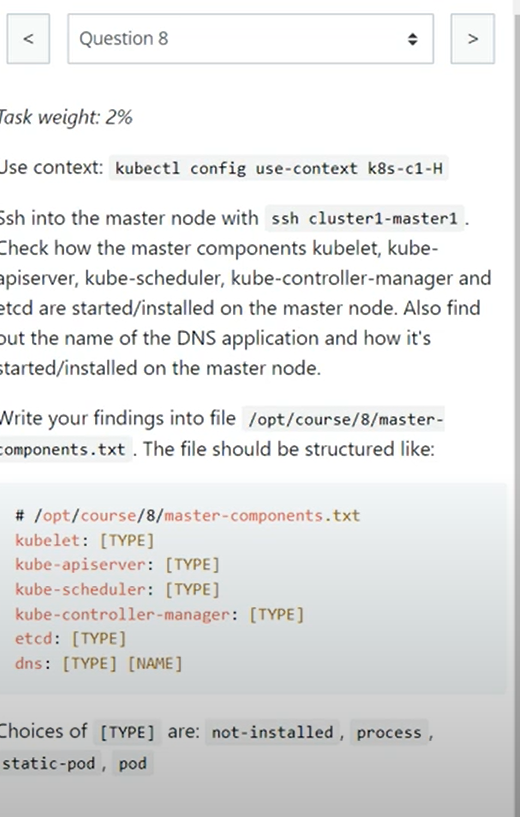 <
Question 8
>
Task weight: 2%
Use context: kubectl config use-context k8s-c1-H
Ssh into the master node with ssh cluster1-master1 .
Check how the master components kubelet, kube-
apiserver, kube-scheduler, kube-controller-manager and
etcd are started/installed on the master node. Also find
out the name of the DNS application and how it's
started/installed on the master node.
Write your findings into file /opt/course/8/master-
components.txt . The file should be structured like:
# /opt/course/8/master-components.txt
kubelet: [TYPE]
kube-apiserver: [TYPE]
kube-scheduler: [TYPE]
kube-controller-manager: [TYPE]
etcd: [TYPE]
dns: [TYPE] [NAME]
Choices of [TYPE] are: not-installed , process ,
static-pod , pod